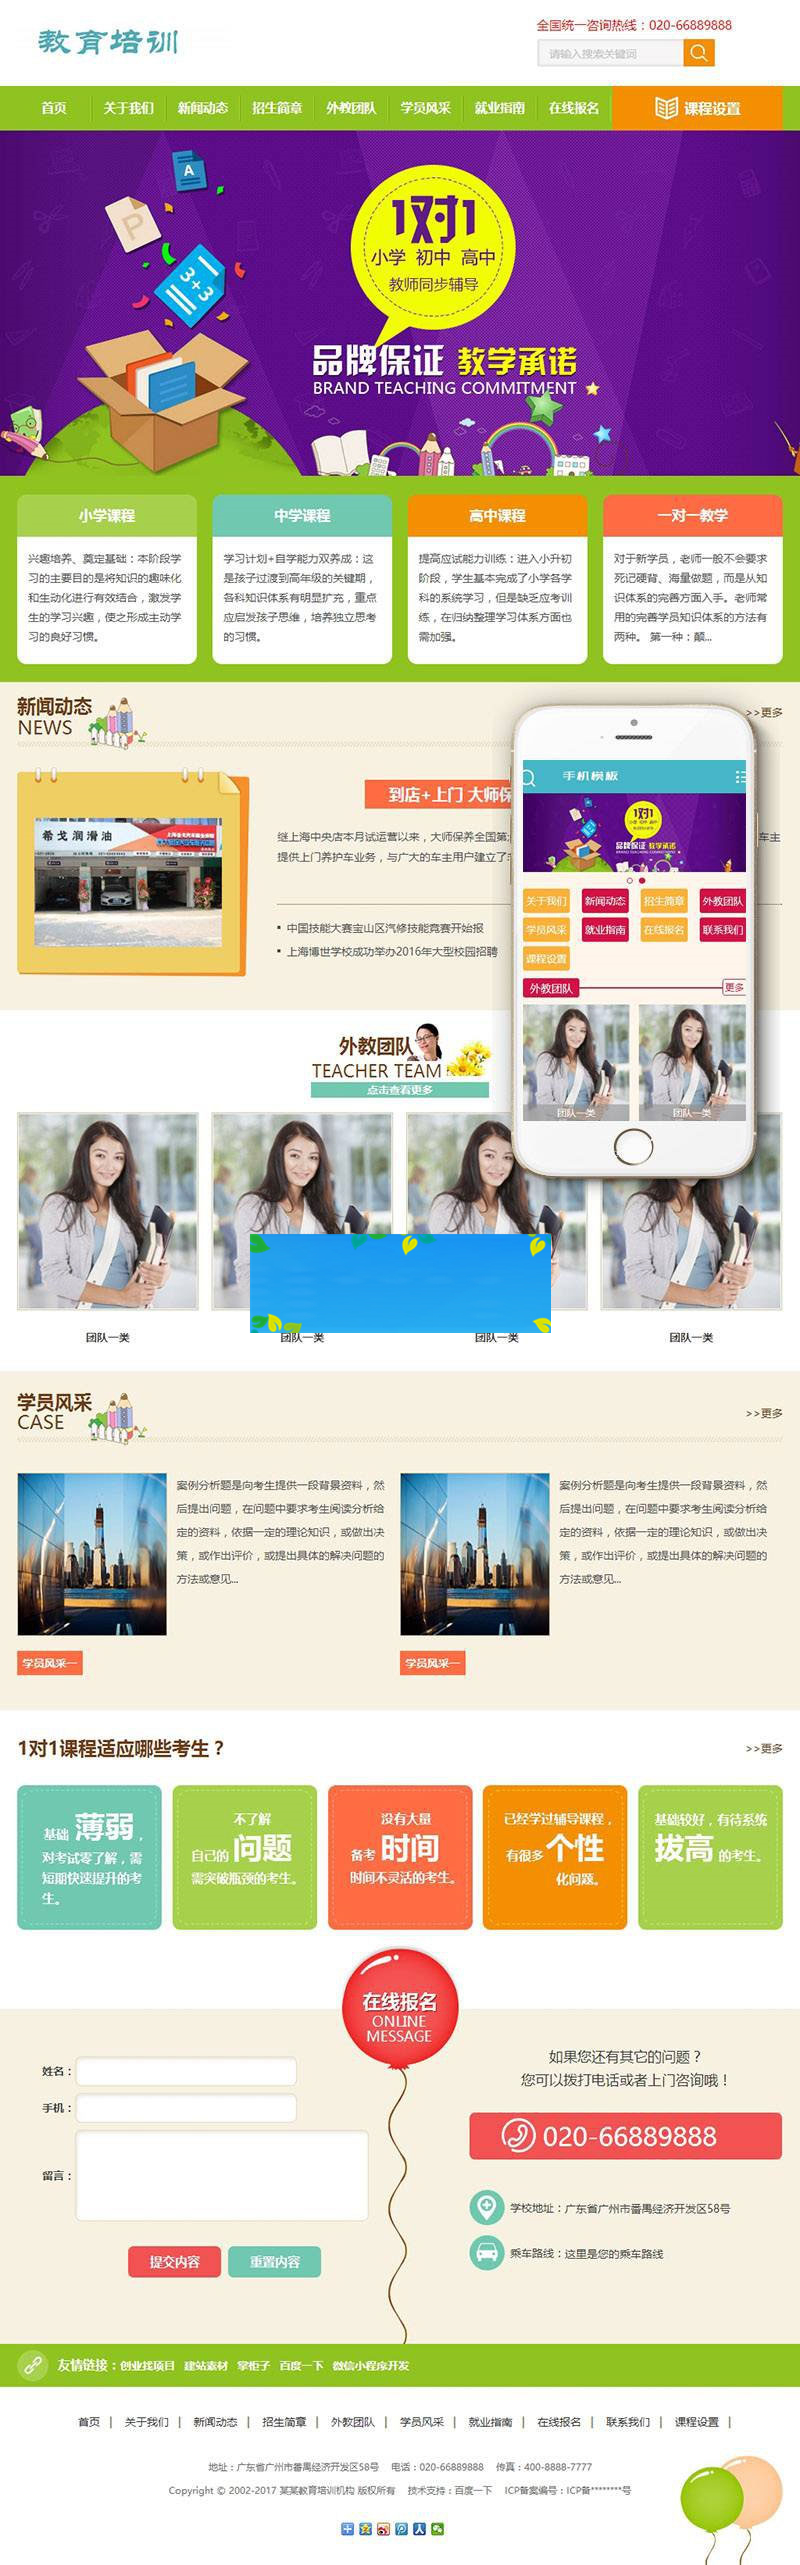 教育培训
全国统一咨询热线：020-66889888
请输入搜索关键词
首页 关于我们 新闻动态 招生简章 外教团队 学员风采 就业指南 在线报名 课程设置
A
P
3+3
1对1
小学 初中 高中
教师同步辅导
品牌保证 教学承诺
BRAND TEACHING COMMITMENT
小学课程
兴趣培养、奠定基础：本阶段学
习的主要目的是将知识的趣味化
和生动化进行有效结合，激发学
生的学习兴趣，使之形成主动学
习的良好习惯。
中学课程
学习计划+自学能力双养成：这
是孩子过渡到高年级的关键期，
各科知识体系有明显扩充，重点
应启发孩子思维，培养独立思考
的习惯。
高中课程
提高应试能力训练：进入小升初
阶段，学生基本完成了小学各学
科的系统学习，但是缺乏应考训
练，在归纳整理学习体系方面也
需加强。
一对一教学
对于新学员，老师一般不会要求
死记硬背、海量做题，而是从知
识体系的完善方面入手。老师常
用的完善学员知识体系的方法有
两种。 第一种：颠...
新闻动态
NEWS
>>更多
希戈 润滑油
到店+上门 大师保
继上海中央店本月试运营以来，大师保养全国第
车主
提供上门养护车业务，与广大的车主用户建立了
中国技能大赛宝山区汽修技能竞赛开始报
上海博世学校成功举办2016年大型校园招聘
手机模板
1对1
品牌保证 教学承诺
关于我们 新闻动态 招生简章 外教团队
学员风采 就业指南 在线报名 联系我们
课程设置
外教团队 更多
团队一类 团队一类
外教团队
TEACHER TEAM
点击查看更多
团队一类 团队一类 团队一类 团队一类
学员风采
CASE
>>更多
案例分析题是向考生提供一段背景资料，然
后提出问题，在问题中要求考生阅读分析给
定的资料，依据一定的理论知识，或做出决
策，或作出评价，或提出具体的解决问题的
方法或意见...
学员风采一
案例分析题是向考生提供一段背景资料，然
后提出问题，在问题中要求考生阅读分析给
定的资料，依据一定的理论知识，或做出决
策，或作出评价，或提出具体的解决问题的
方法或意见...
学员风采一
1对1课程适应哪些考生？
>>更多
基础 薄弱，
对考试零了解，需
短期快速提升的考
生。
不了解
自己的 问题
需突破瓶颈的考生。
没有大量
备考 时间
时间不灵活的考生。
已经学过辅导课程，
有很多 个性
化问题。
基础较好，有待系统
拔高 的考生。
在线报名
ONLINE
MESSAGE
姓名：
手机：
留言：
提交内容 重置内容
如果您还有其它的问题？
您可以拨打电话或者上门咨询哦！
020-66889888
学校地址：广东省广州市番禺经济开发区58号
乘车路线：这里是您的乘车路线
友情链接：创业找项目 建站素材 掌柜子 百度一下 微信小程序开发
首页 | 关于我们 | 新闻动态 | 招生简章 | 外教团队 | 学员风采 | 就业指南 | 在线报名 | 联系我们 | 课程设置 |
地址：广东省广州市番禺经济开发区58号 电话：020-66889888 传真：400-8888-7777
Copyright © 2002-2017 某某教育培训机构 版权所有 技术支持：百度一下 ICP备案编号：ICP备********号